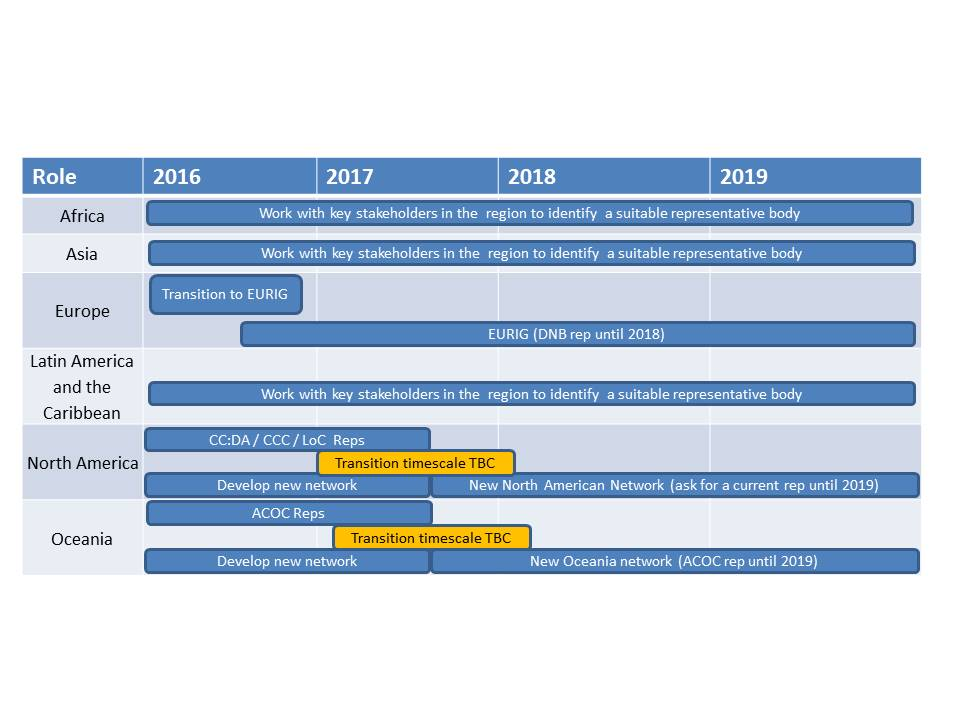 Role 2016 2017 2018 2019
Africa Work with key stakeholders in the region to identify a suitable representative body
Asia Work with key stakeholders in the region to identify a suitable representative body
Europe
Transition to EURIG
EURIG (DNB rep until 2018)
Latin America
and the
Caribbean
Work with key stakeholders in the region to identify a suitable representative body
North America
CC:DA / CCC / LoC Reps
Transition timescale TBC
Develop new network New North American Network (ask for a current rep until 2019)
Oceania
ACOC Reps
Transition timescale TBC
Develop new network New Oceania network (ACOC rep until 2019)